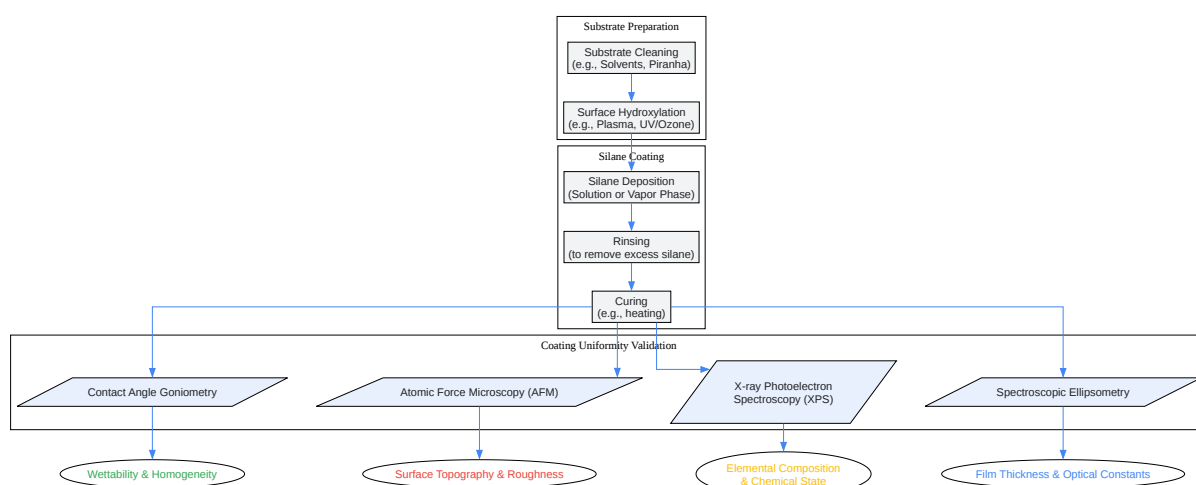 Substrate Preparation
Substrate Cleaning
(e.g., Solvents, Piranha)
Surface Hydroxylation
(e.g., Plasma, UV/Ozone)
Silane Coating
Silane Deposition
(Solution or Vapor Phase)
Rinsing
(to remove excess silane)
Curing
(e.g., heating)
Coating Uniformity Validation
Contact Angle Goniometry
Atomic Force Microscopy (AFM)
X-ray Photoelectron
Spectroscopy (XPS)
Spectroscopic Ellipsometry
Wettability & Homogeneity
Surface Topography & Roughness
Elemental Composition
& Chemical State
Film Thickness & Optical Constants